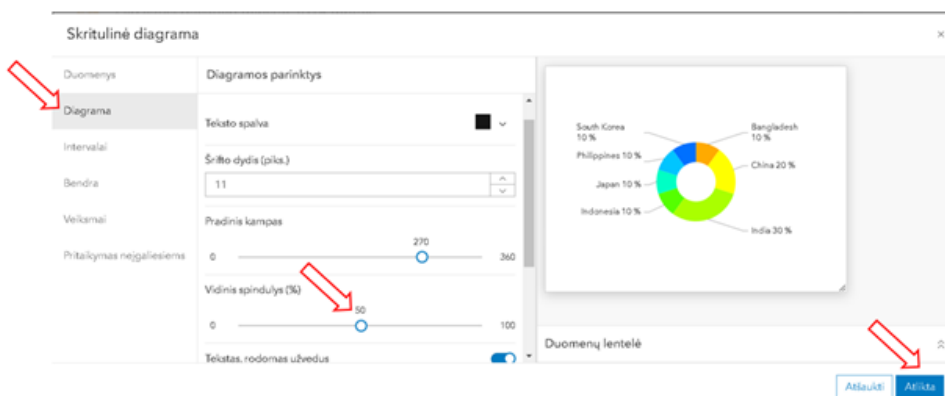 Skritulinė diagrama
×
Duomenys
Diagrama
Intervalai
Bendra
Veiksmai
Pritaikymas neįgaliesiems
Diagramos parinktys
Teksto spalva
Šrifto dydis (piks.)
11
Pradinis kampas
270
0
360
Vidinis spindulys (%)
50
0
100
Tekstas, rodomas užvedus
South Korea
10 %
Philippines 10 %
Japan 10 %
Indonesia 10 %
Bangladesh
10 %
China 20 %
India 30 %
Duomenų lentelė
Atšaukti
Atlikta